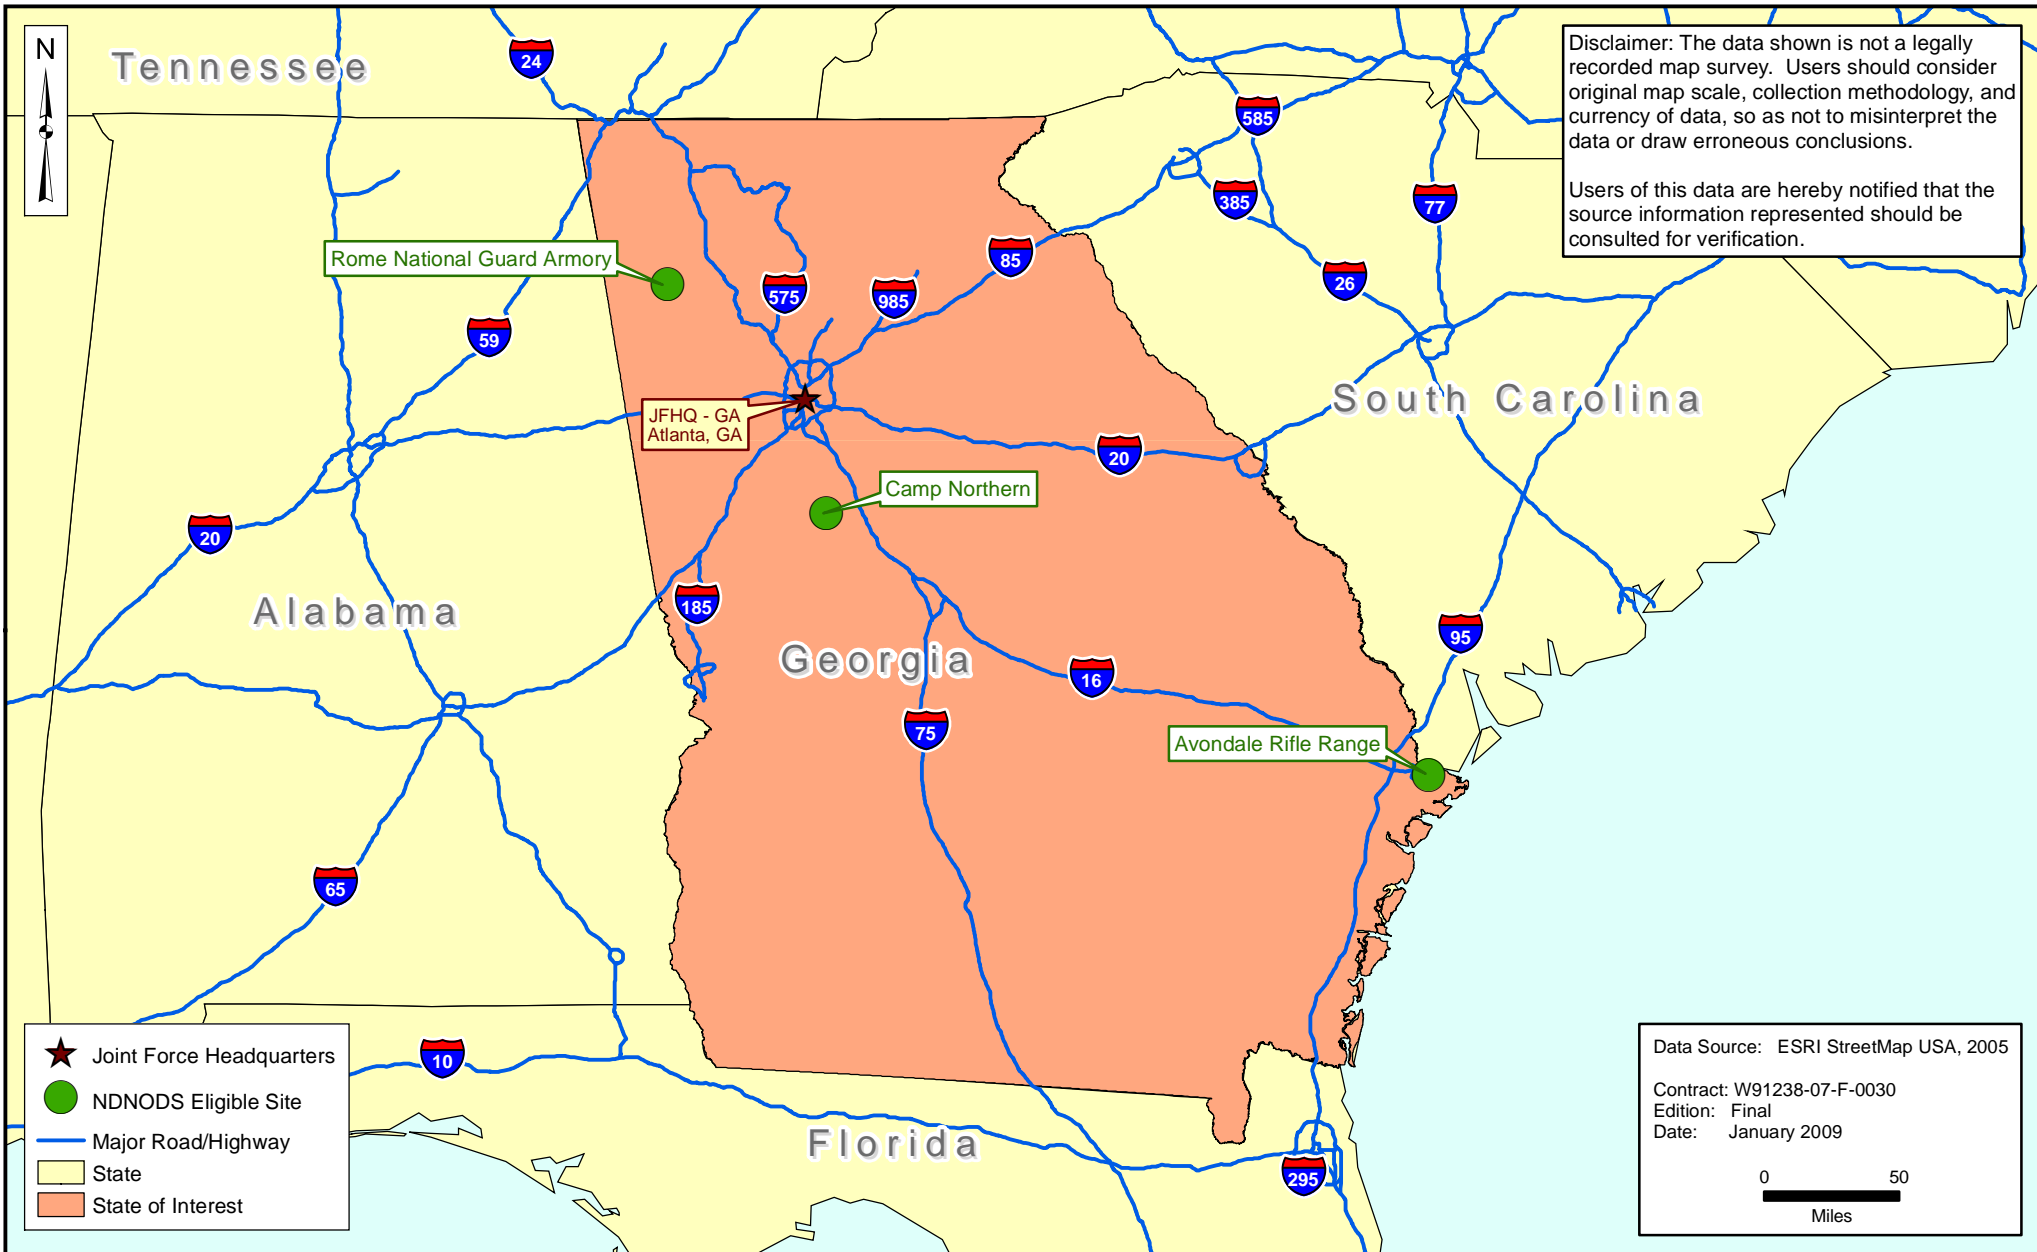 N
Tennessee
24
Disclaimer: The data shown is not a legally
recorded map survey.  Users should consider
original map scale, collection methodology, and
currency of data, so as not to misinterpret the
data or draw erroneous conclusions.
Users of this data are hereby notified that the
source information represented should be
consulted for verification.
585
385
77
Rome National Guard Armory
85
575
985
26
59
South Carolina
JFHQ - GA
Atlanta, GA
20
Camp Northern
20
Alabama
185
95
Georgia
16
75
Avondale Rifle Range
65
10
Florida
295
Joint Force Headquarters
NDNODS Eligible Site
Major Road/Highway
State
State of Interest
Data Source:   ESRI StreetMap USA, 2005
Contract: W91238-07-F-0030
Edition:   Final
Date:      January 2009
0 50
Miles